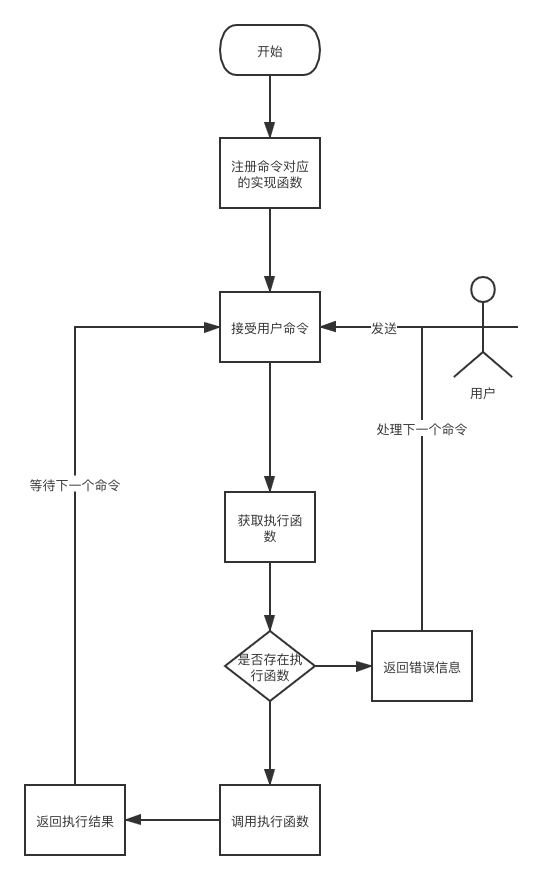 开始
注册命令对应
的实现函数
接受用户命令
发送
用户
处理下一个命令
等待下一个命令
获取执行函
数
是否存在执
行函数
返回错误信息
返回执行结果
调用执行函数